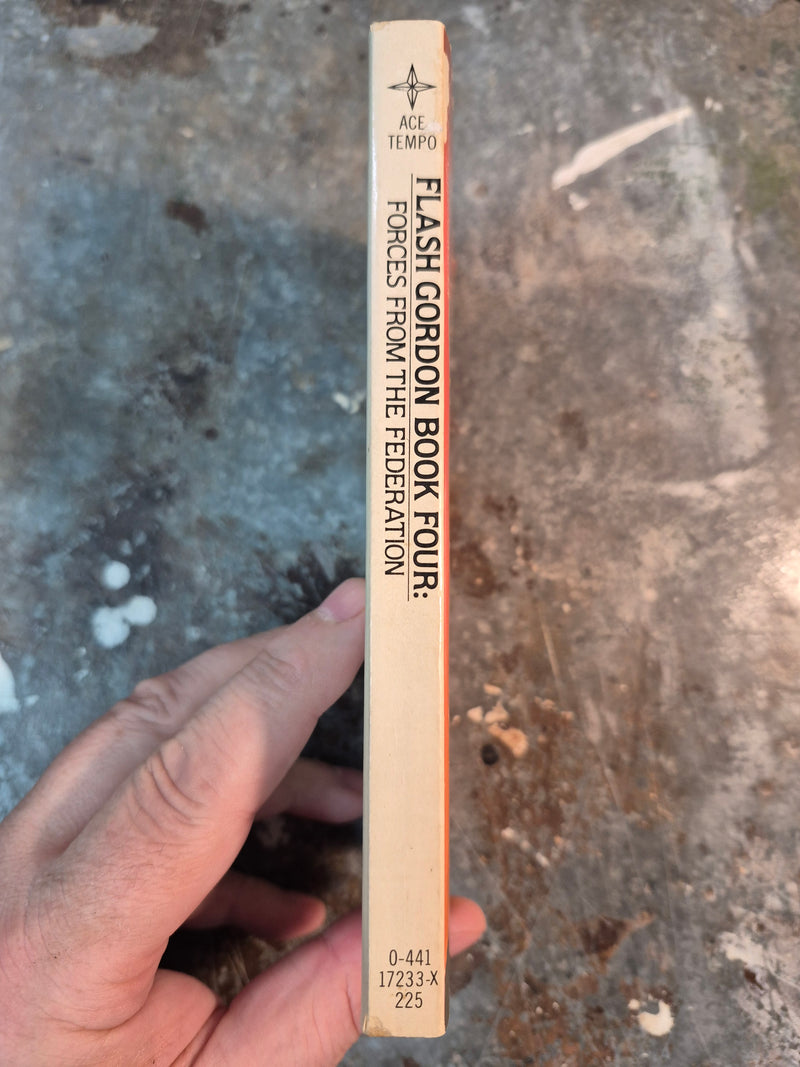 ACE
TEMPO
FLASH GORDON BOOK FOUR:
FORCES FROM THE FEDERATION
0-441
17233-X
225